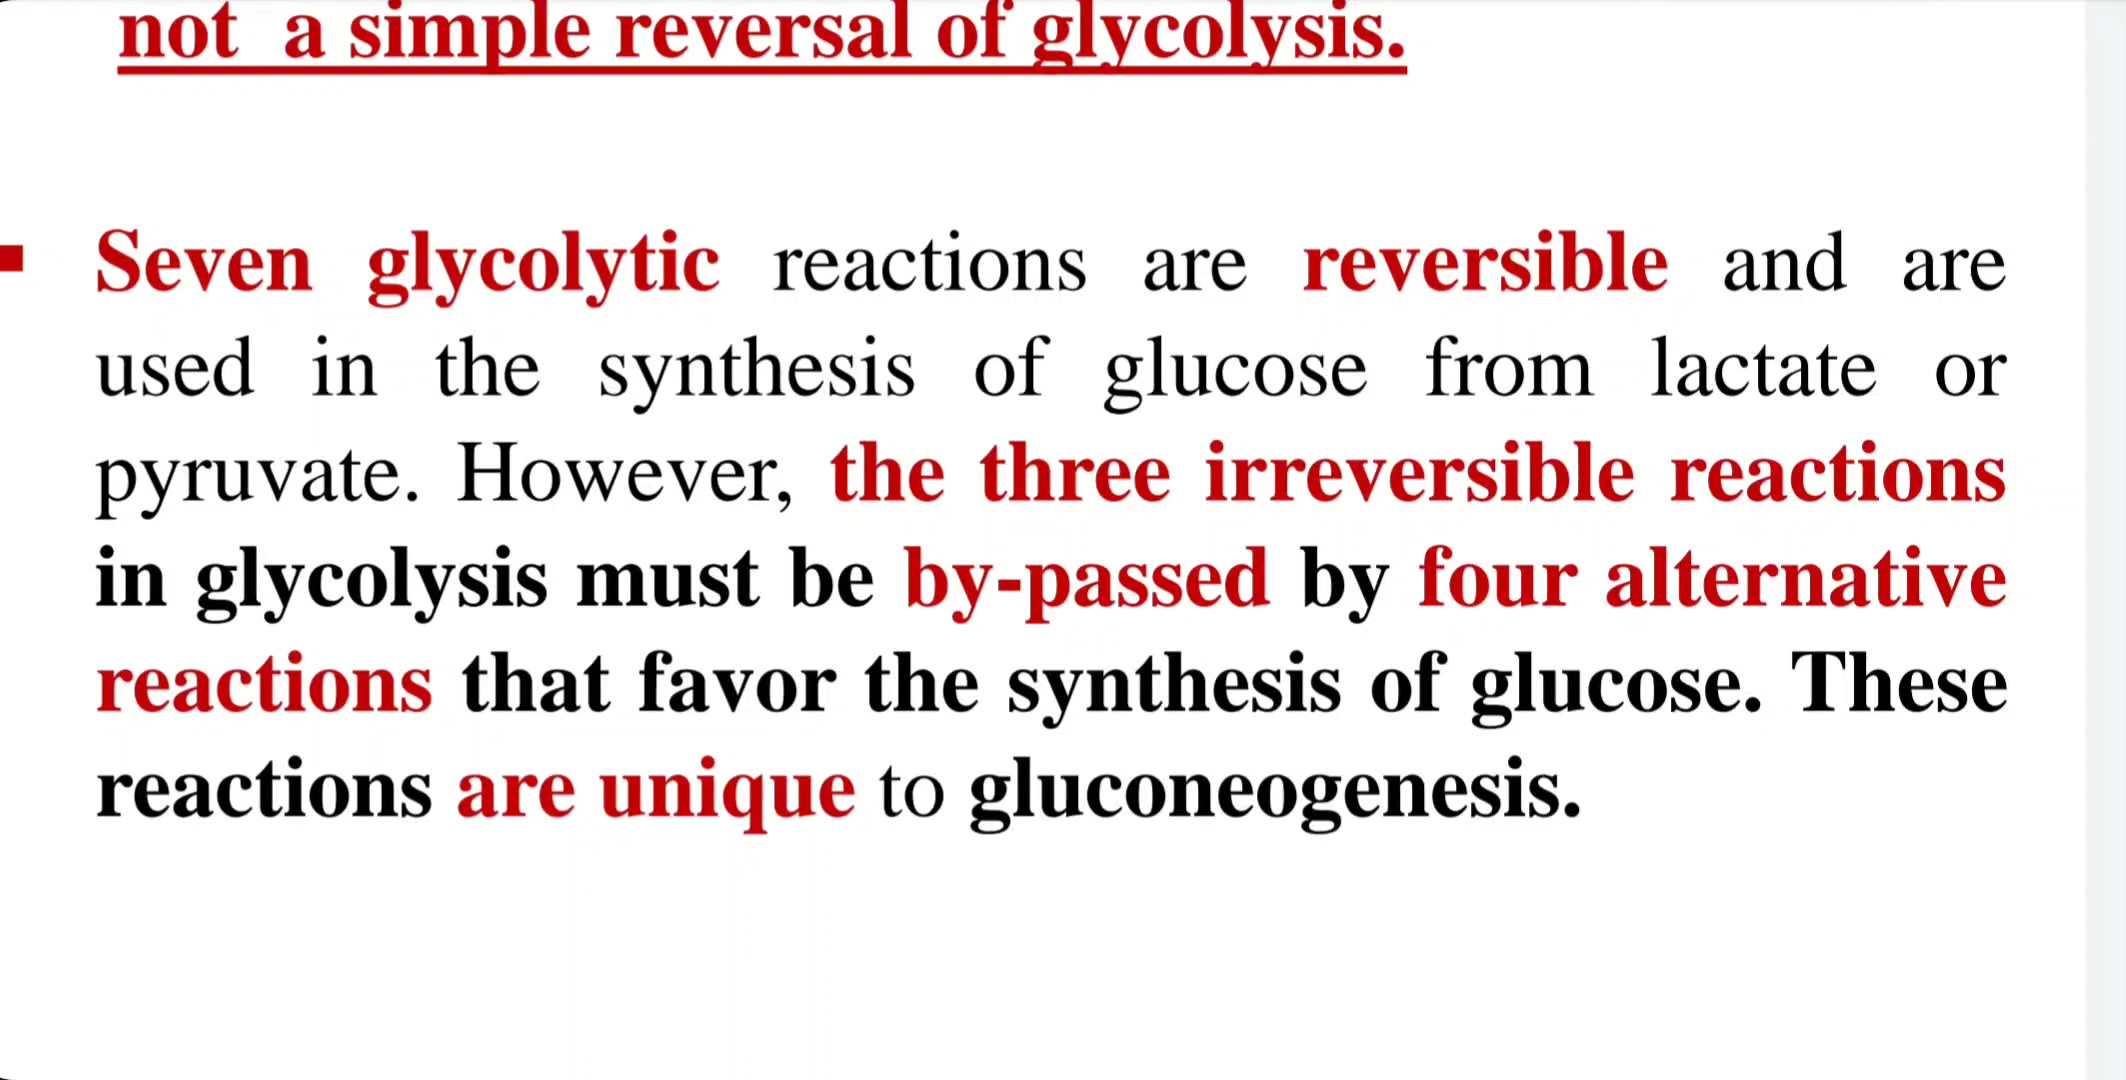 not a simple reversal of glycolysis.
▪ Seven glycolytic reactions are reversible and are
used in the synthesis of glucose from lactate or
pyruvate. However, the three irreversible reactions
in glycolysis must be by-passed by four alternative
reactions that favor the synthesis of glucose. These
reactions are unique to gluconeogenesis.